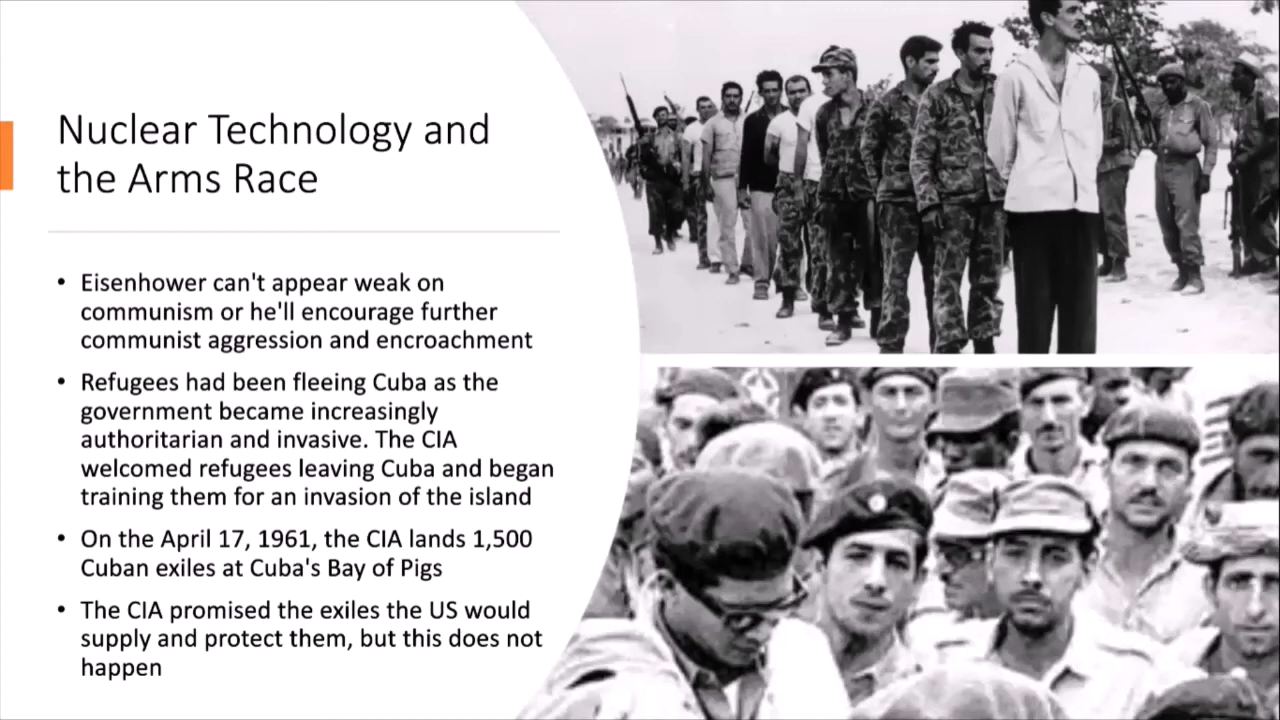 Nuclear Technology and
the Arms Race
• Eisenhower can't appear weak on
communism or he'll encourage further
communist aggression and encroachment
• Refugees had been fleeing Cuba as the
government became increasingly
authoritarian and invasive. The CIA
welcomed refugees leaving Cuba and began
training them for an invasion of the island
• On the April 17, 1961, the CIA lands 1,500
Cuban exiles at Cuba's Bay of Pigs
• The CIA promised the exiles the US would
supply and protect them, but this does not
happen